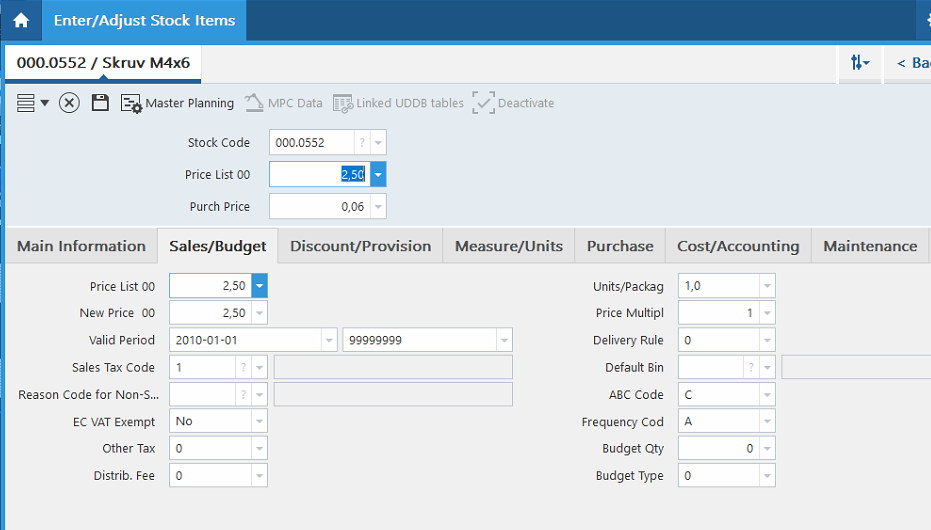 Enter/Adjust Stock Items
000.0552 / Skruv M4x6
< Ba
Master Planning MPC Data Linked UDDB tables Deactivate
Stock Code 000.0552 ?
Price List 00 2,50
Purch Price 0,06
Main Information Sales/Budget Discount/Provision Measure/Units Purchase Cost/Accounting Maintenance
Price List 00 2,50 Units/Packag 1,0
New Price 00 2,50 Price Multipl 1
Valid Period 2010-01-01 99999999 Delivery Rule 0
Sales Tax Code 1 ? Default Bin ?
Reason Code for Non-S... ? ABC Code C
EC VAT Exempt No Frequency Cod A
Other Tax 0 Budget Qty 0
Distrib. Fee 0 Budget Type 0